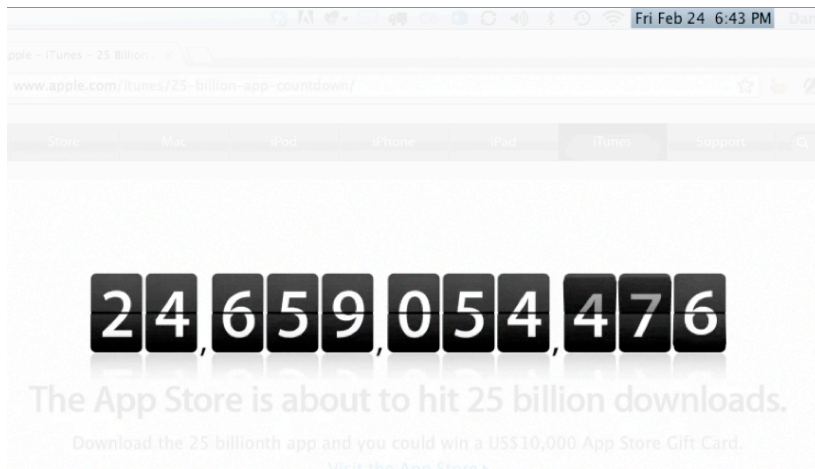 Fri Feb 24 6:43 PM
ple - iTunes - 25 Billion
www.apple.com/itunes/25-billion-app-countdown/
Store Mac iPod iPhone iPad iTunes Support
24,659,054,476
The App Store is about to hit 25 billion downloads.
Download the 25 billionth app and you could win a US$10,000 App Store Gift Card.
Visit the App Store